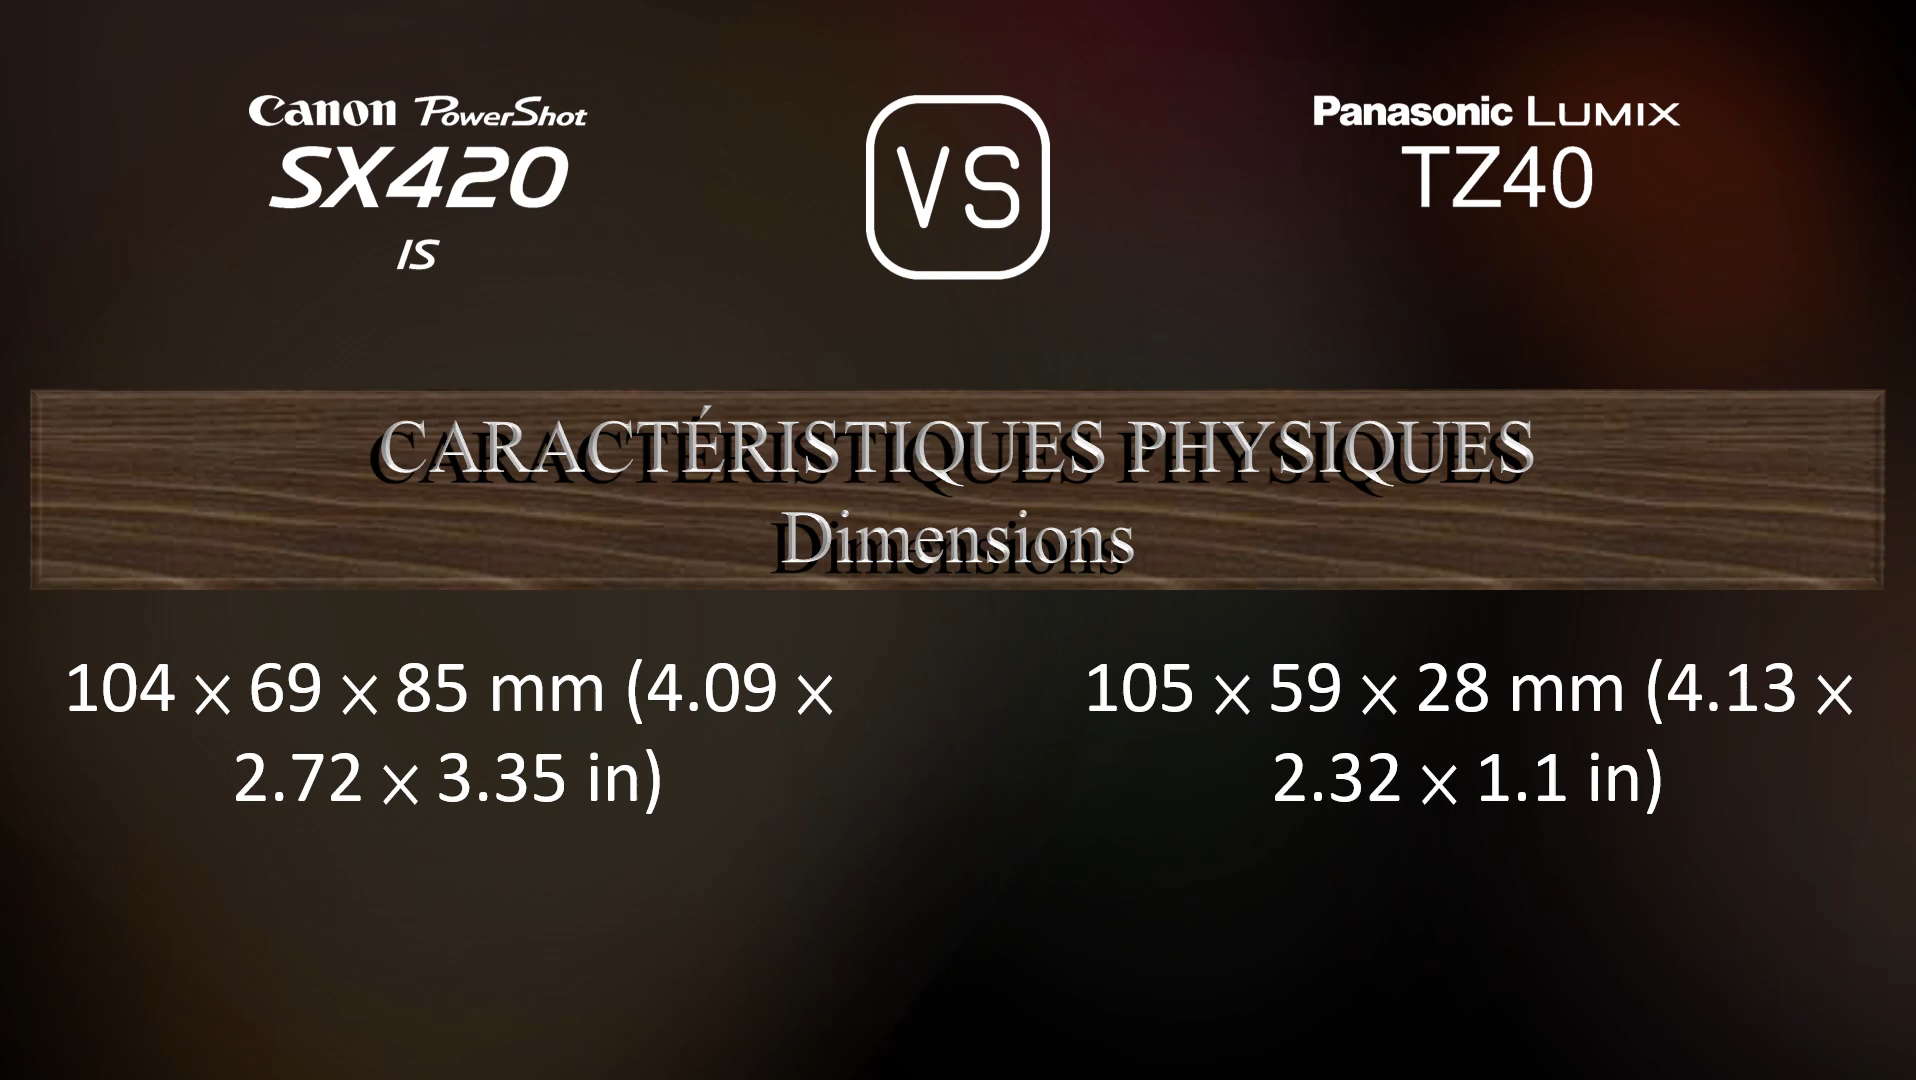 Canon PowerShot
SX420
IS
VS
Panasonic LUMIX
TZ40
CARACTÉRISTIQUES PHYSIQUES
Dimensions
104 x 69 x 85 mm (4.09 x
2.72 x 3.35 in)
105 x 59 x 28 mm (4.13 x
2.32 x 1.1 in)